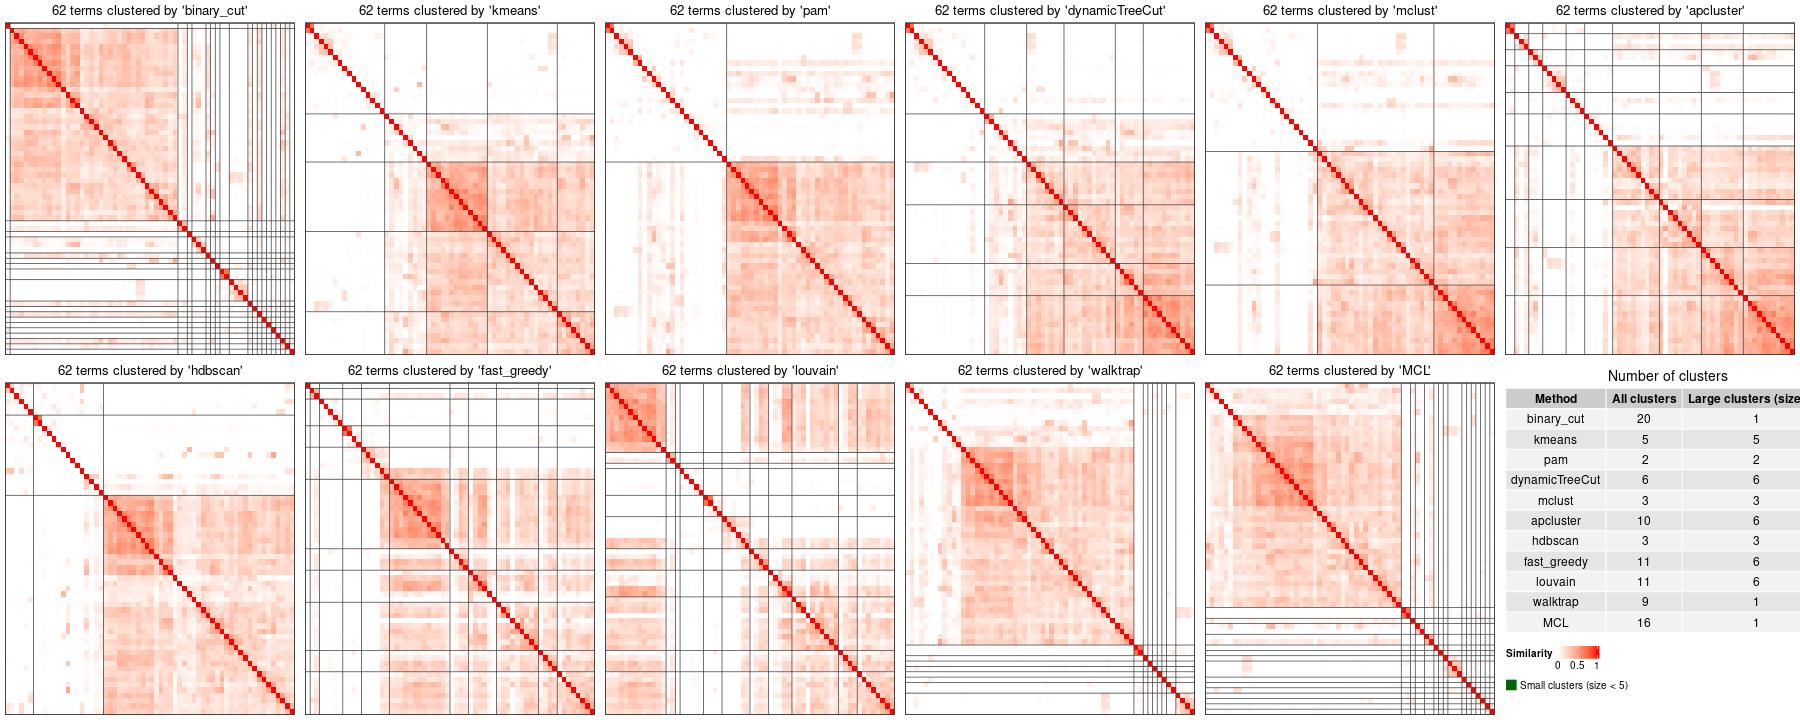 62 terms clustered by 'binary_cut'
62 terms clustered by 'kmeans'
62 terms clustered by 'pam'
62 terms clustered by 'dynamicTreeCut'
62 terms clustered by 'mclust'
62 terms clustered by 'apcluster'
62 terms clustered by 'hdbscan'
62 terms clustered by 'fast_greedy'
62 terms clustered by 'louvain'
62 terms clustered by 'walktrap'
62 terms clustered by 'MCL'
Number of clusters
Method All clusters Large clusters (size
binary_cut 20 1
kmeans 5 5
pam 2 2
dynamicTreeCut 6 6
mclust 3 3
apcluster 10 6
hdbscan 3 3
fast_greedy 11 6
louvain 11 6
walktrap 9 1
MCL 16 1
Similarity
0 0.5 1
Small clusters (size < 5)